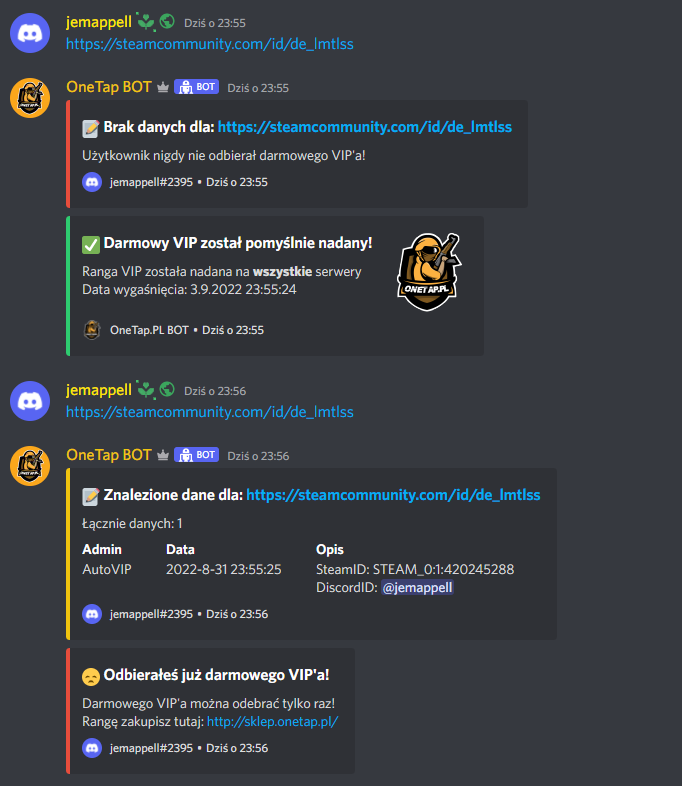 jemappell Dziś o 23:55
https://steamcommunity.com/id/de_lmtlss
OneTap BOT BOT Dziś o 23:55
Brak danych dla: https://steamcommunity.com/id/de_lmtlss
Użytkownik nigdy nie odbierał darmowego VIP'a!
jemappell#2395 • Dziś o 23:55
Darmowy VIP został pomyślnie nadany!
Ranga VIP została nadana na wszystkie serwery
Data wygaśnięcia: 3.9.2022 23:55:24
ONETAP.PL
OneTap.PL BOT • Dziś o 23:55
jemappell Dziś o 23:56
https://steamcommunity.com/id/de_lmtlss
OneTap BOT BOT Dziś o 23:56
Znalezione dane dla: https://steamcommunity.com/id/de_lmtlss
Łącznie danych: 1
Admin Data Opis
AutoVIP 2022-8-31 23:55:25 SteamID: STEAM_0:1:420245288
DiscordID: @jemappell
jemappell#2395 • Dziś o 23:56
Odbierałeś już darmowego VIP'a!
Darmowego VIP'a można odebrać tylko raz!
Rangę zakupisz tutaj: http://sklep.onetap.pl/
jemappell#2395 • Dziś o 23:56